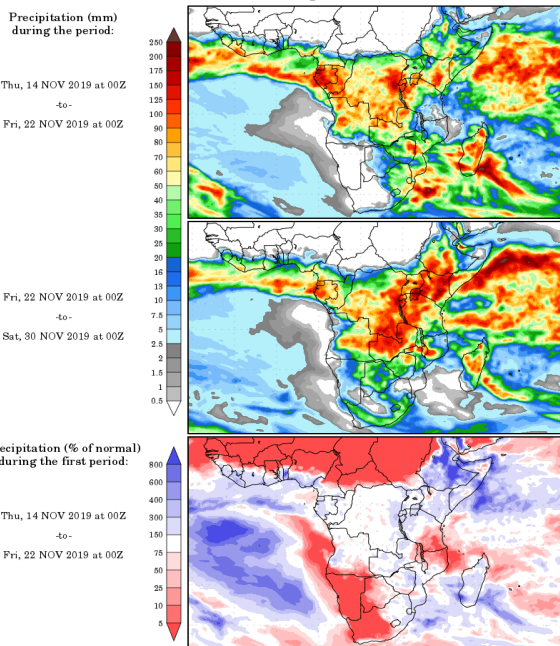 Precipitation (mm)
during the period:
250
200
175
150
125
100
90
80
70
60
50
40
35
30
25
20
16
13
10
7.5
5
2.5
2
1.5
1
0.5
Thu, 14 NOV 2019 at 00Z
-to-
Fri, 22 NOV 2019 at 00Z
Fri, 22 NOV 2019 at 00Z
-to-
Sat, 30 NOV 2019 at 00Z
ecipitation (% of normal)
during the first period:
800
600
400
300
150
75
50
25
10
5
Thu, 14 NOV 2019 at 00Z
-to-
Fri, 22 NOV 2019 at 00Z